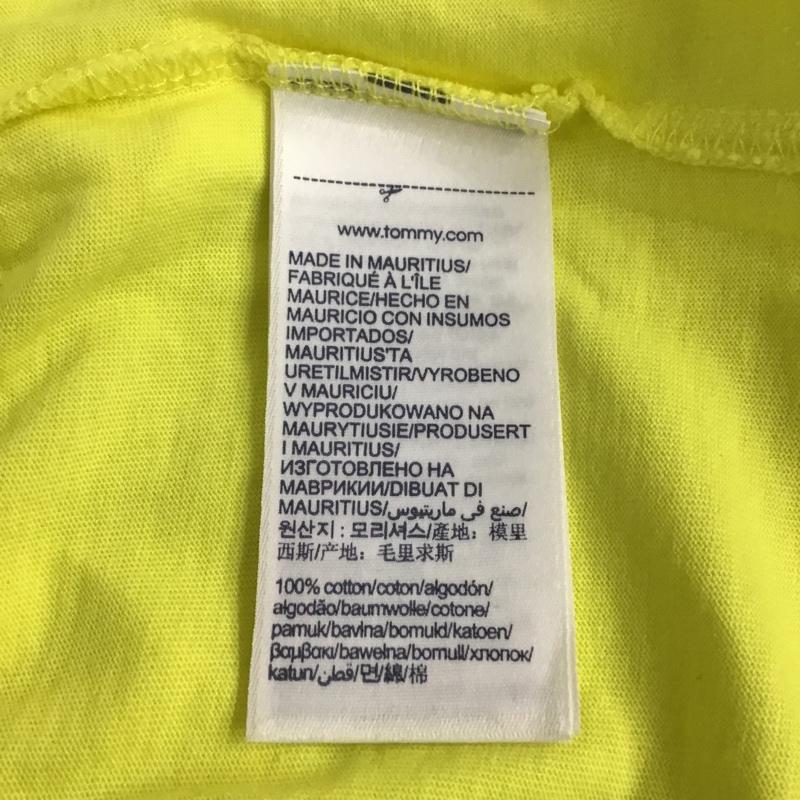 www.tommy.com
MADE IN MAURITIUS/
FABRIQUÉ À L'ÎLE
MAURICE/HECHO EN
MAURICIO CON INSUMOS
IMPORTADOS/
MAURITIUS'TA
URETILMISTIR/VYROBENO
V MAURICIU/
WYPRODUKOWANO NA
MAURYTIUSIE/PRODUSERT
I MAURITIUS/
ИЗГОТОВЛЕНО НА
МАВРИКИИ/DIBUAT DI
MAURITIUS/صنع في ماريتيوس/
원산지 : 모리셔스/產地：模里
西斯/产地：毛里求斯
100% cotton/coton/algodón/
algodão/baumwolle/cotone/
pamuk/bavlna/bomuld/katoen/
βαμβακι/bawełna/bomull/хлопок/
katun/قطن/면/綿/棉